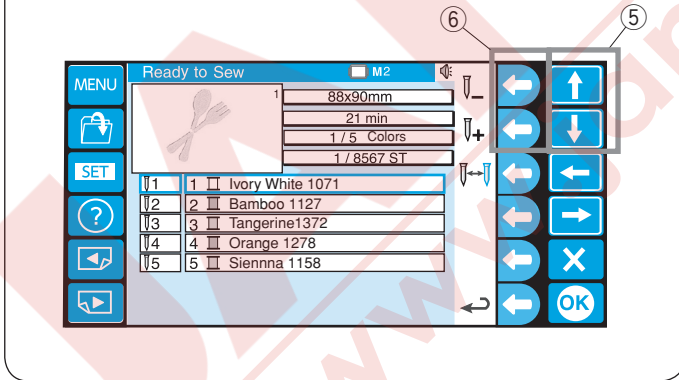 ⑥ ⑤
MENU
Ready to Sew M2
1
88x90mm
21 min
1 / 5 Colors
1 / 8567 ST
SET
1 1 Ivory White 1071
2 2 Bamboo 1127
3 3 Tangerine1372
4 4 Orange 1278
5 5 Siennna 1158
?
X
OK